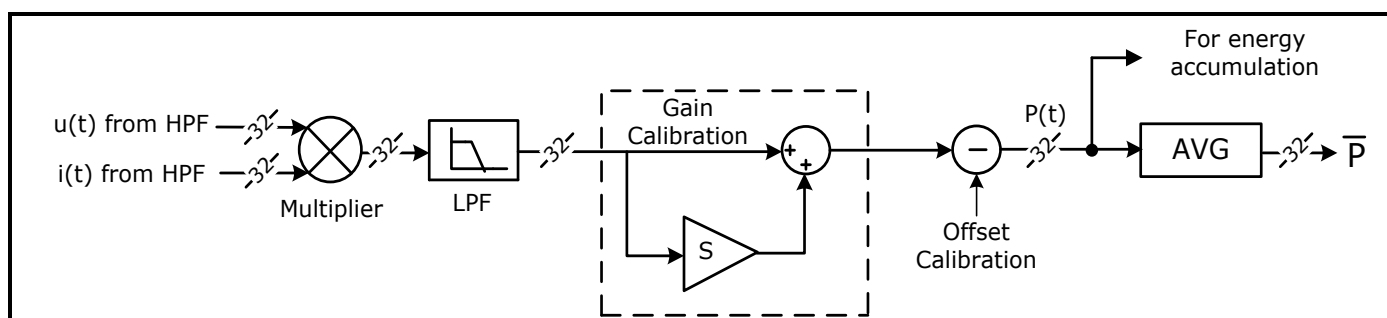 For energy
accumulation
u(t) from HPF
32
i(t) from HPF
32
Multiplier
32
LPF
32
Gain
Calibration
+
+
S
−
Offset
Calibration
P(t)
32
AVG
32
P̅